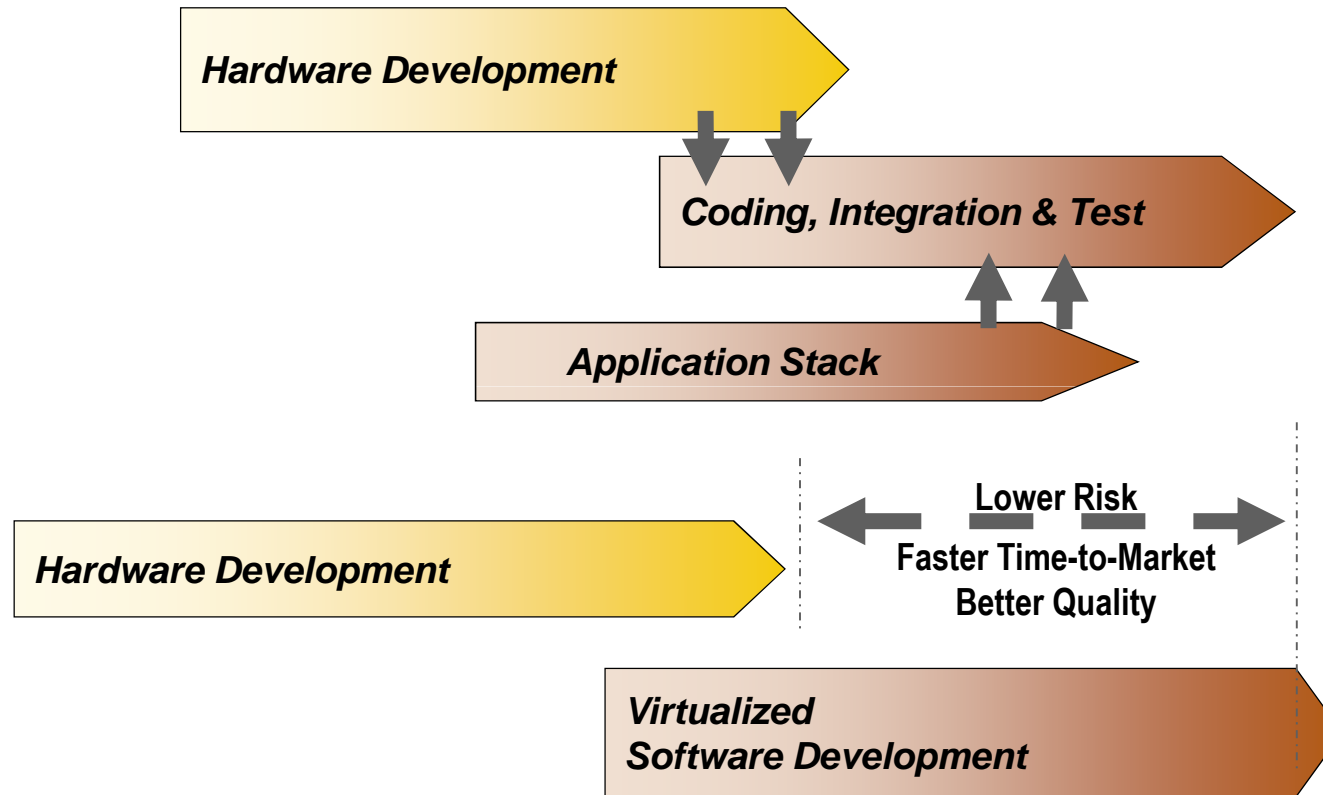 Hardware Development
Coding, Integration & Test
Application Stack
Lower Risk
Faster Time-to-Market
Better Quality
Hardware Development
Virtualized
Software Development